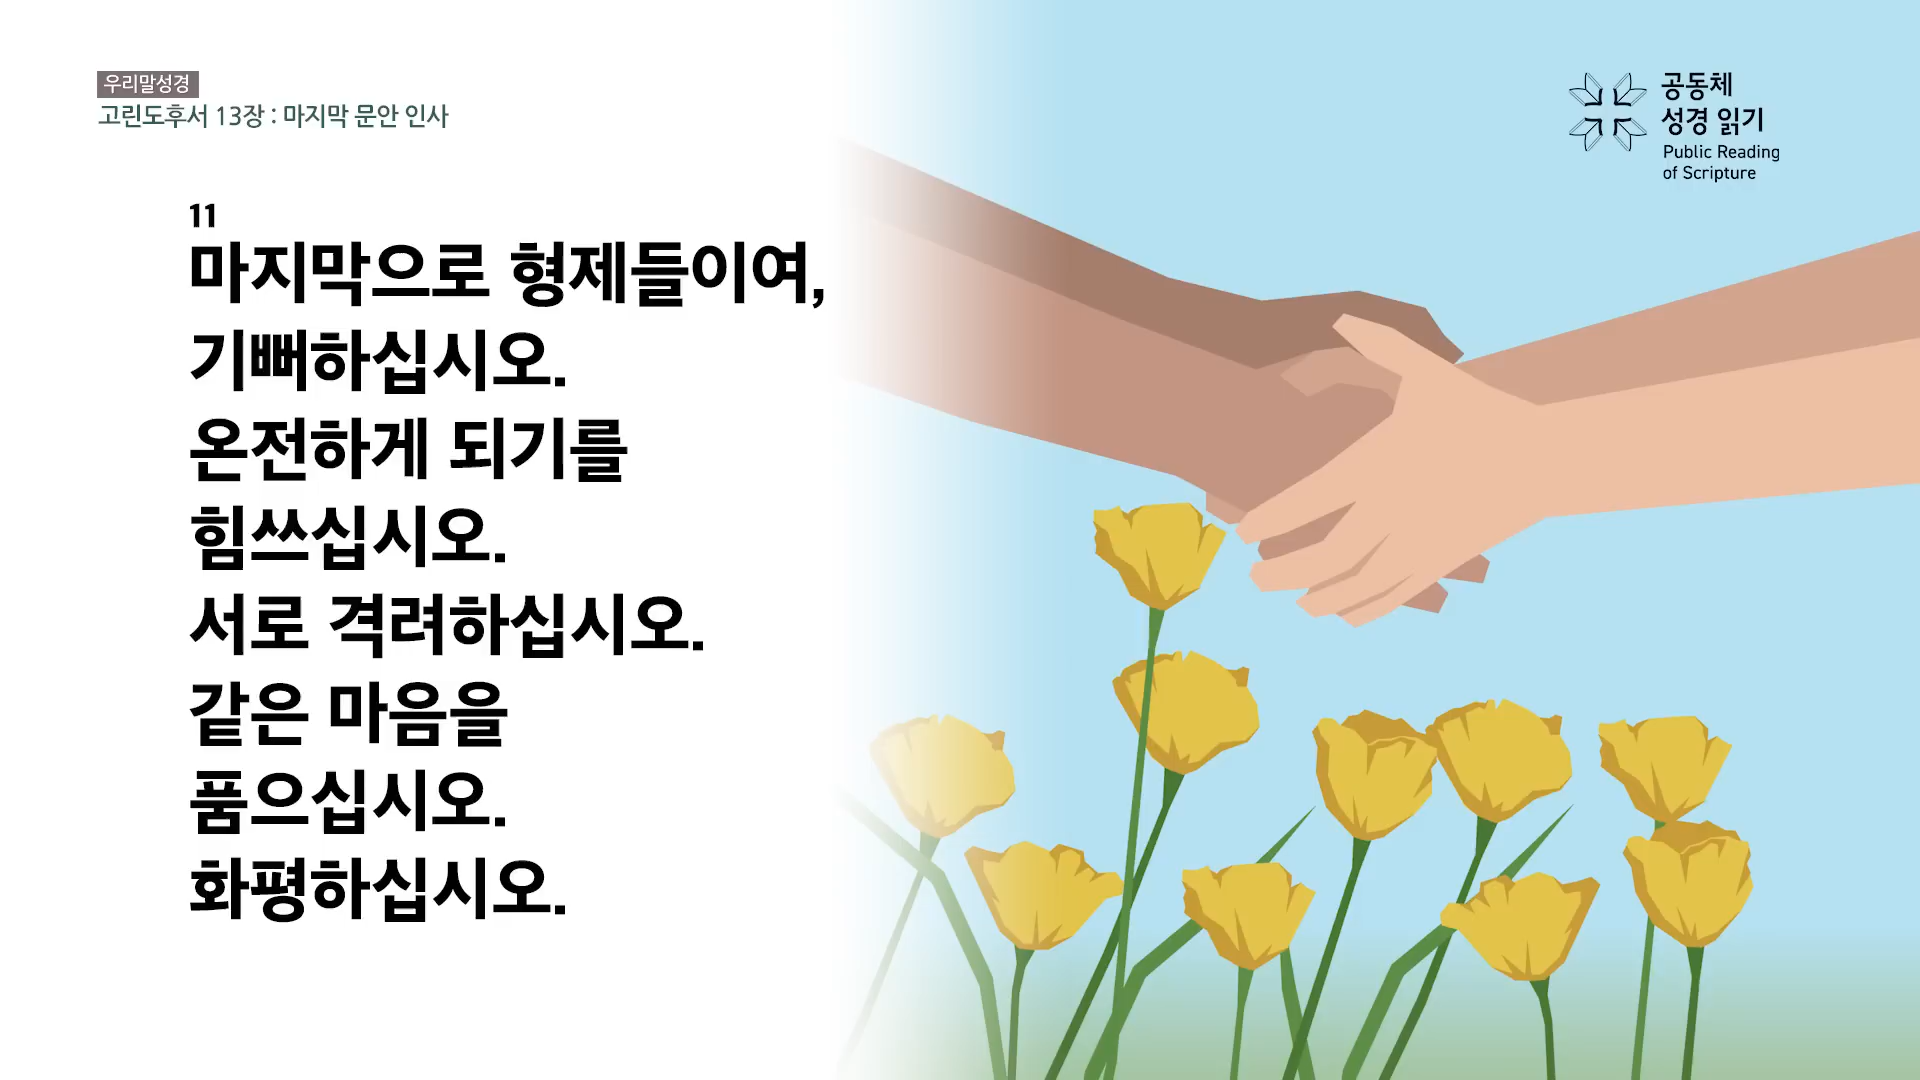 우리말성경
고린도후서 13장 : 마지막 문안 인사
공동체
성경 읽기
Public Reading
of Scripture
11
마지막으로 형제들이여,
기뻐하십시오.
온전하게 되기를
힘쓰십시오.
서로 격려하십시오.
같은 마음을
품으십시오.
화평하십시오.